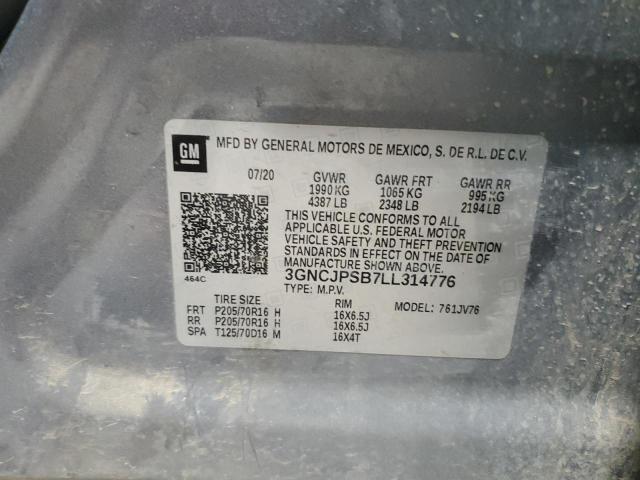 GM MFD BY GENERAL MOTORS DE MEXICO, S. DE R.L. DE C.V.
07/20 GVWR GAWR FRT GAWR RR
1990 KG 1065 KG 995 KG
4387 LB 2348 LB 2194 LB
THIS VEHICLE CONFORMS TO ALL
APPLICABLE U.S. FEDERAL MOTOR
VEHICLE SAFETY AND THEFT PREVENTION
STANDARDS IN EFFECT ON THE DATE OF
MANUFACTURE SHOWN ABOVE.
464C 3GNCJPSB7LL314776
TYPE: M.P.V.
TIRE SIZE RIM MODEL: 761JV76
FRT P205/70R16 H 16X6.5J
RR P205/70R16 H 16X6.5J
SPA T125/70D16 M 16X4T